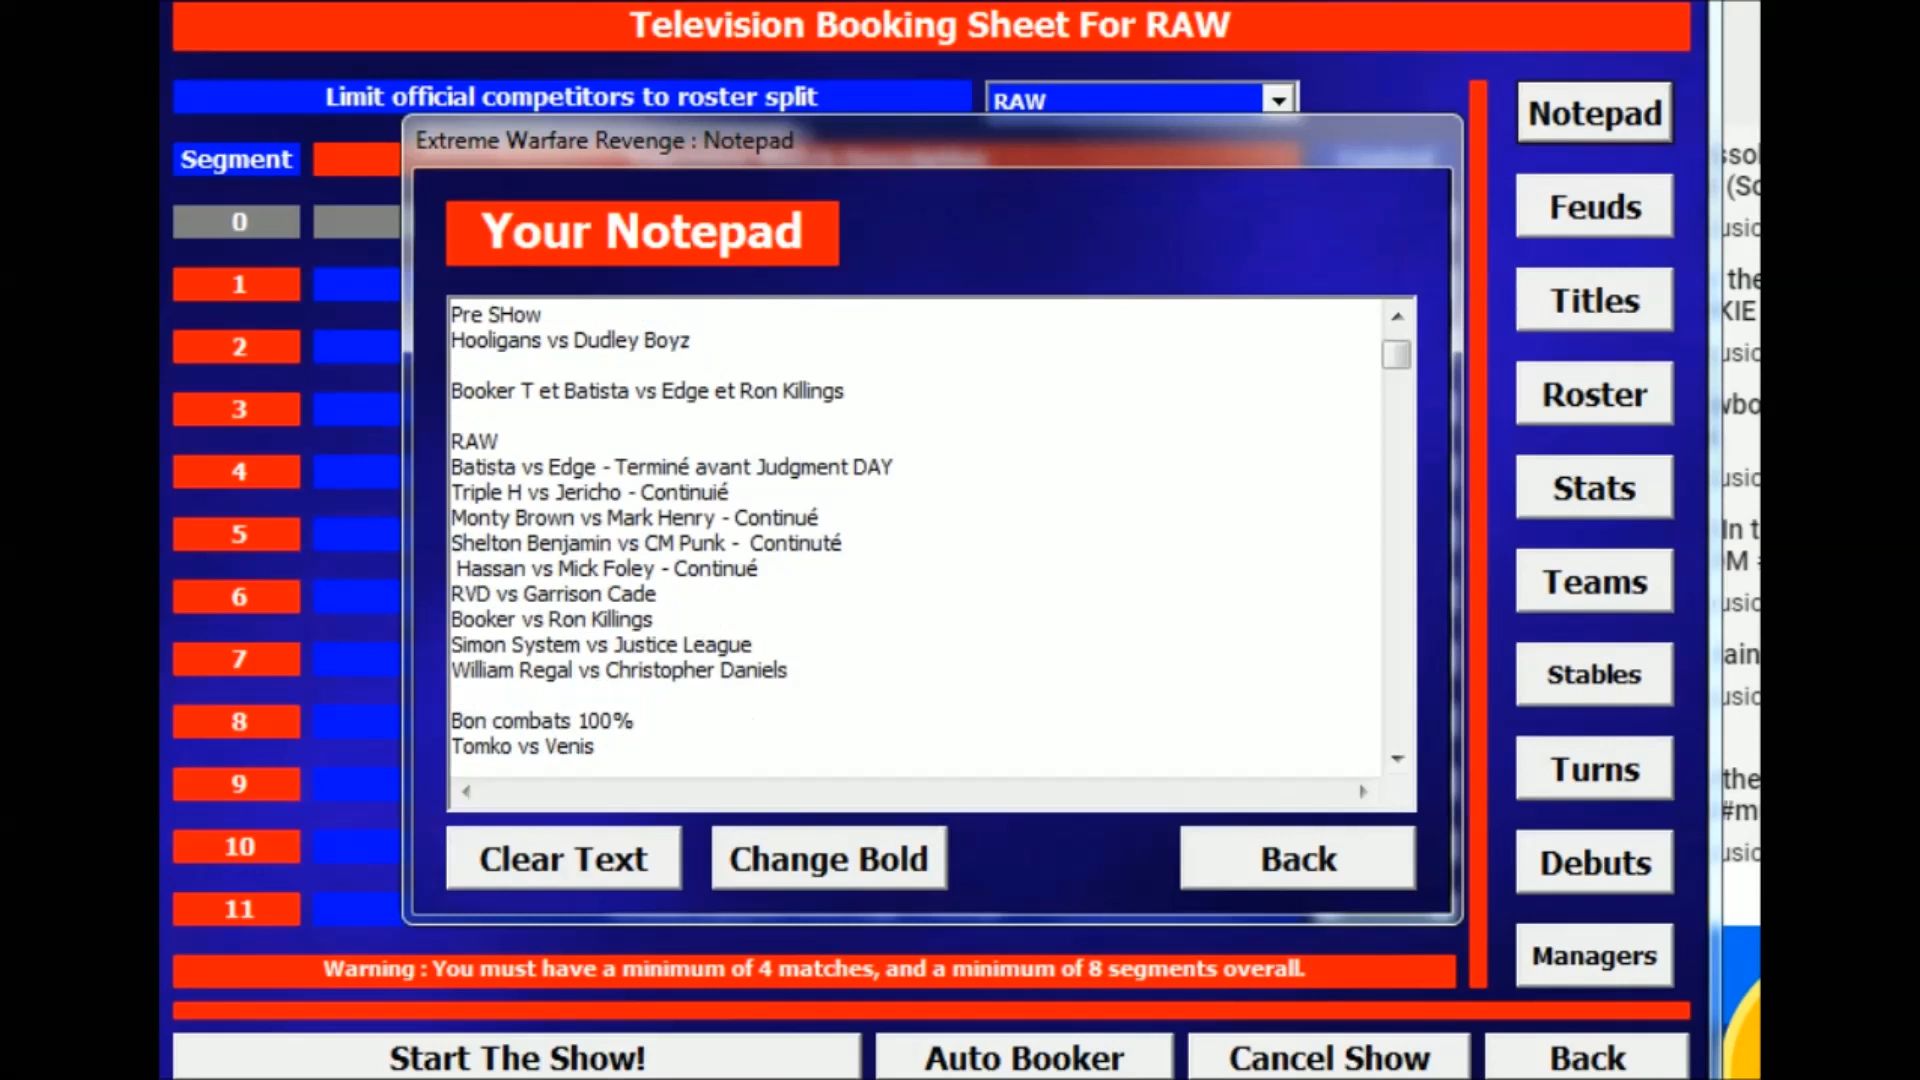 Television Booking Sheet For RAW
Limit official competitors to roster split
RAW
Notepad
Extreme Warfare Revenge : Notepad
Segment
Your Notepad
0
1
2
3
4
5
6
7
8
9
10
11
Pre SHow
Hooligans vs Dudley Boyz
Booker T et Batista vs Edge et Ron Killings
RAW
Batista vs Edge - Terminé avant Judgment DAY
Triple H vs Jericho - Continuié
Monty Brown vs Mark Henry - Continué
Shelton Benjamin vs CM Punk -  Continuté
Hassan vs Mick Foley - Continué
RVD vs Garrison Cade
Booker vs Ron Killings
Simon System vs Justice League
William Regal vs Christopher Daniels
Bon combats 100%
Tomko vs Venis
Clear Text
Change Bold
Back
Feuds
Titles
Roster
Stats
Teams
Stables
Turns
Debuts
Managers
Warning : You must have a minimum of 4 matches, and a minimum of 8 segments overall.
Start The Show!
Auto Booker
Cancel Show
Back